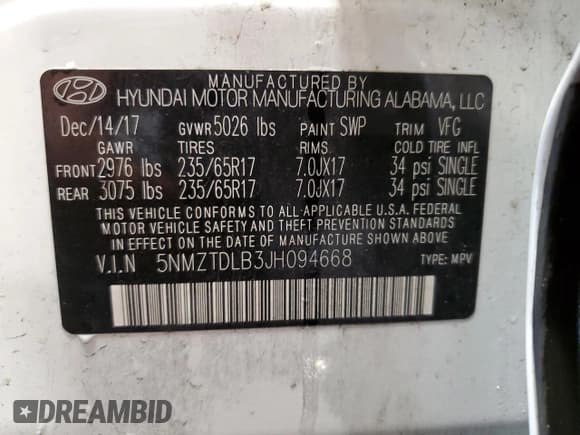 MANUFACTURED BY
HYUNDAI MOTOR MANUFACTURING ALABAMA, LLC
Dec/14/17 GVWR 5026 lbs PAINT SWP TRIM VFG
GAWR TIRES RIMS COLD TIRE INFL
FRONT 2976 lbs 235/65R17 7.0JX17 34 psi SINGLE
REAR 3075 lbs 235/65R17 7.0JX17 34 psi SINGLE
THIS VEHICLE CONFORMS TO ALL APPLICABLE U.S.A. FEDERAL
MOTOR VEHICLE SAFETY AND THEFT PREVENTION STANDARDS
IN EFFECT ON THE DATE OF MANUFACTURE SHOWN ABOVE.
V.I.N 5NMZTDLB3JH094668 TYPE: MPV
DREAMBID